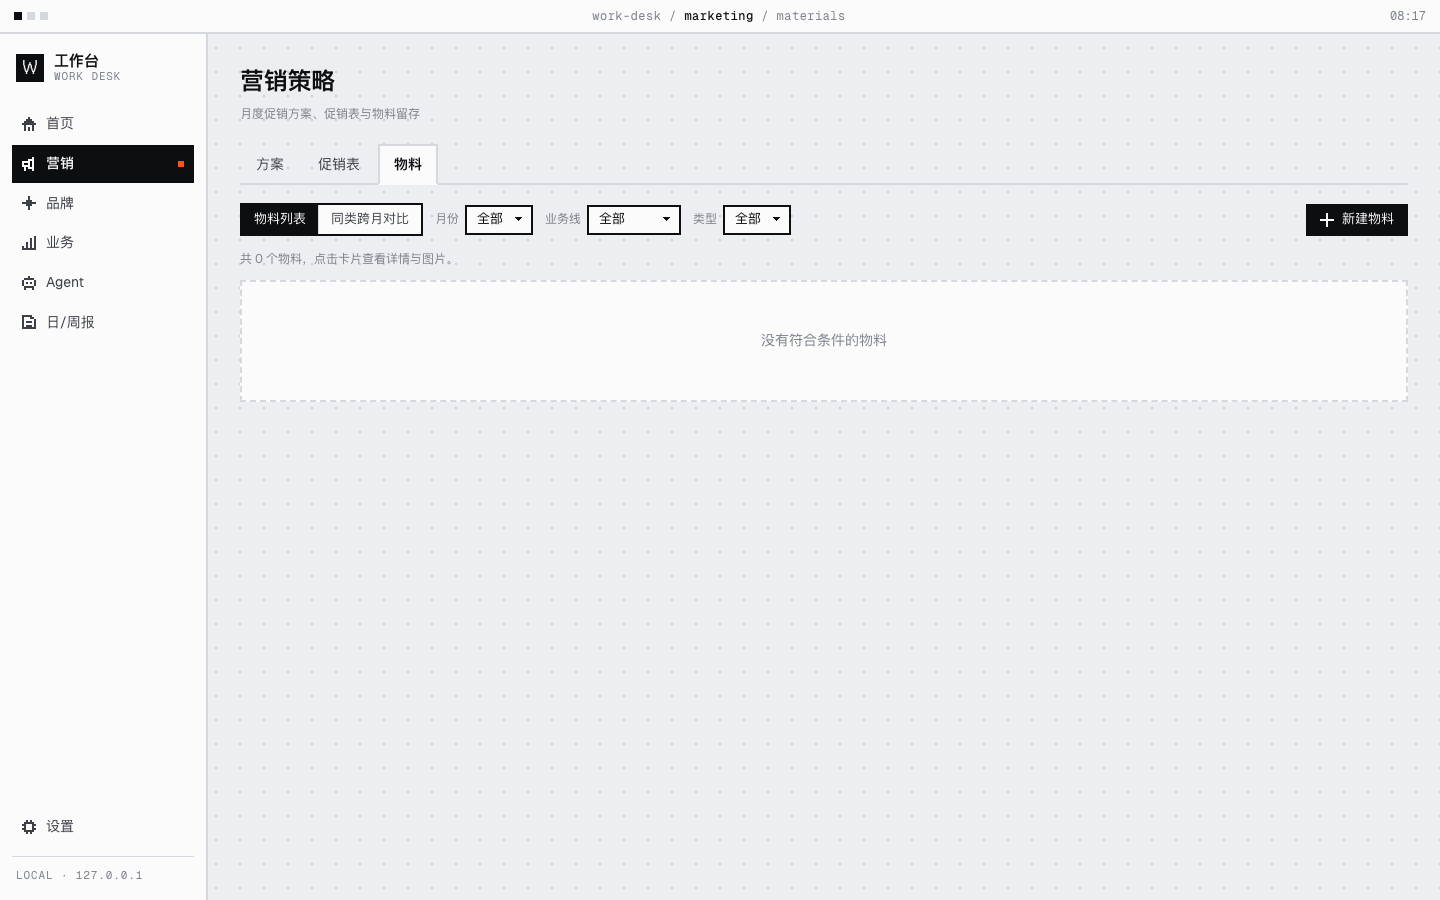 work-desk / marketing / materials
08:17
W
工作台
WORK DESK
首页
营销
品牌
业务
Agent
日/周报
设置
LOCAL · 127.0.0.1
营销策略
月度促销方案、促销表与物料留存
方案 促销表 物料
物料列表 同类跨月对比 月份 全部 业务线 全部 类型 全部 新建物料
共 0 个物料，点击卡片查看详情与图片。
没有符合条件的物料